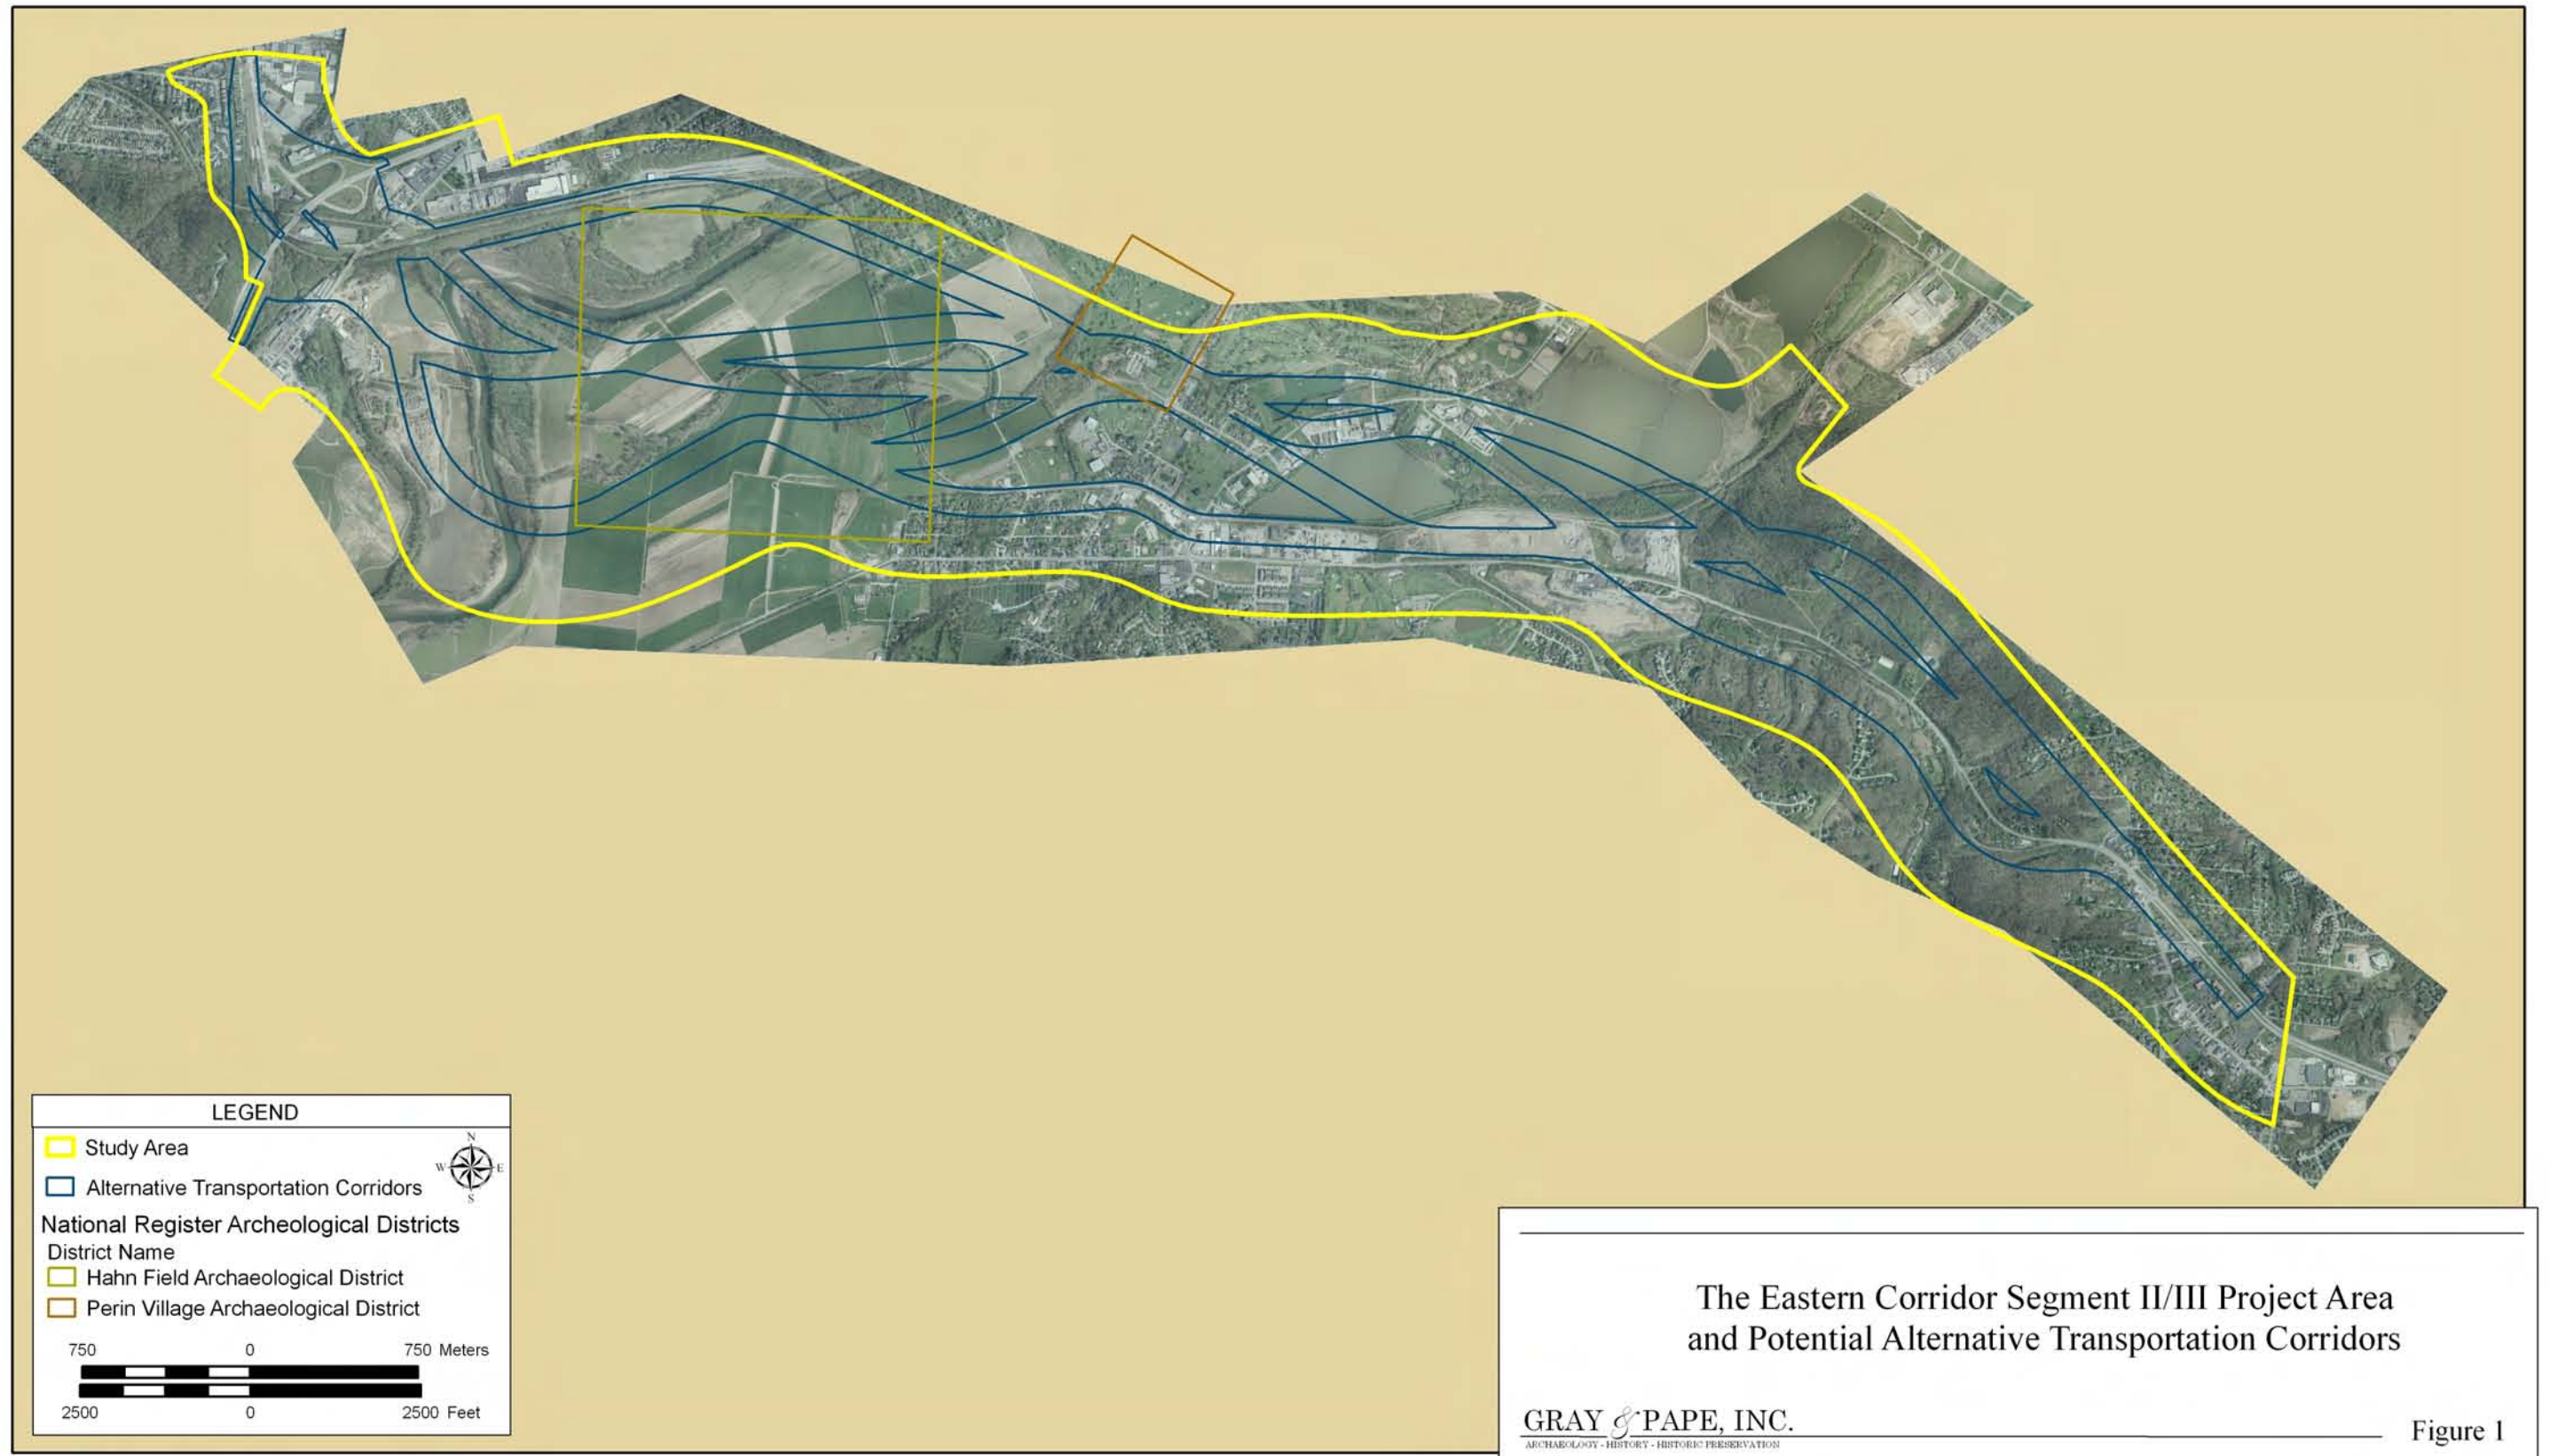 LEGEND
Study Area
N
W E
S
Alternative Transportation Corridors
National Register Archeological Districts
District Name
Hahn Field Archaeological District
Perin Village Archaeological District
750 0 750 Meters
2500 0 2500 Feet
The Eastern Corridor Segment II/III Project Area
and Potential Alternative Transportation Corridors
GRAY & PAPE, INC.
ARCHAEOLOGY - HISTORY - HISTORIC PRESERVATION
Figure 1